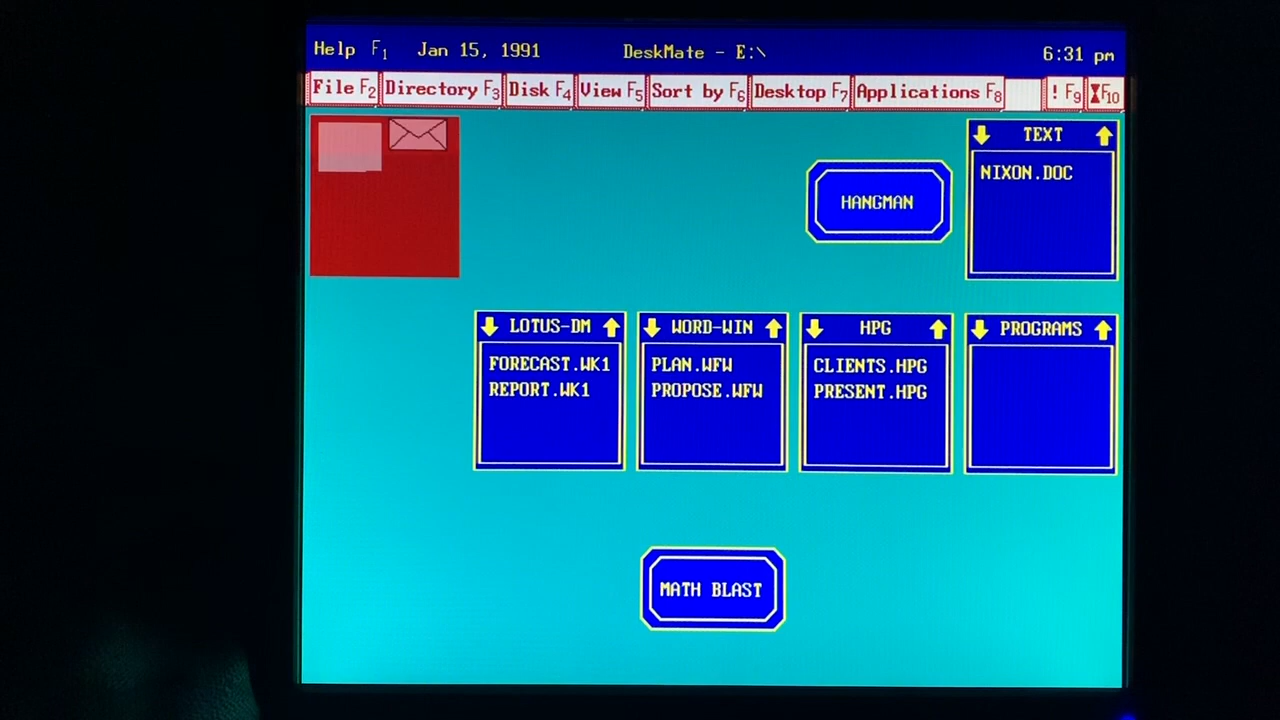 Help F1 Jan 15, 1991 DeskMate - E:\ 6:31 pm
File F2 Directory F3 Disk F4 View F5 Sort by F6 Desktop F7 Applications F8 ! F9 F10
TEXT
NIXON.DOC
HANGMAN
LOTUS-DM
FORECAST.WK1
REPORT.WK1
WORD-WIN
PLAN.WFW
PROPOSE.WFW
HPG
CLIENTS.HPG
PRESENT.HPG
PROGRAMS
MATH BLAST